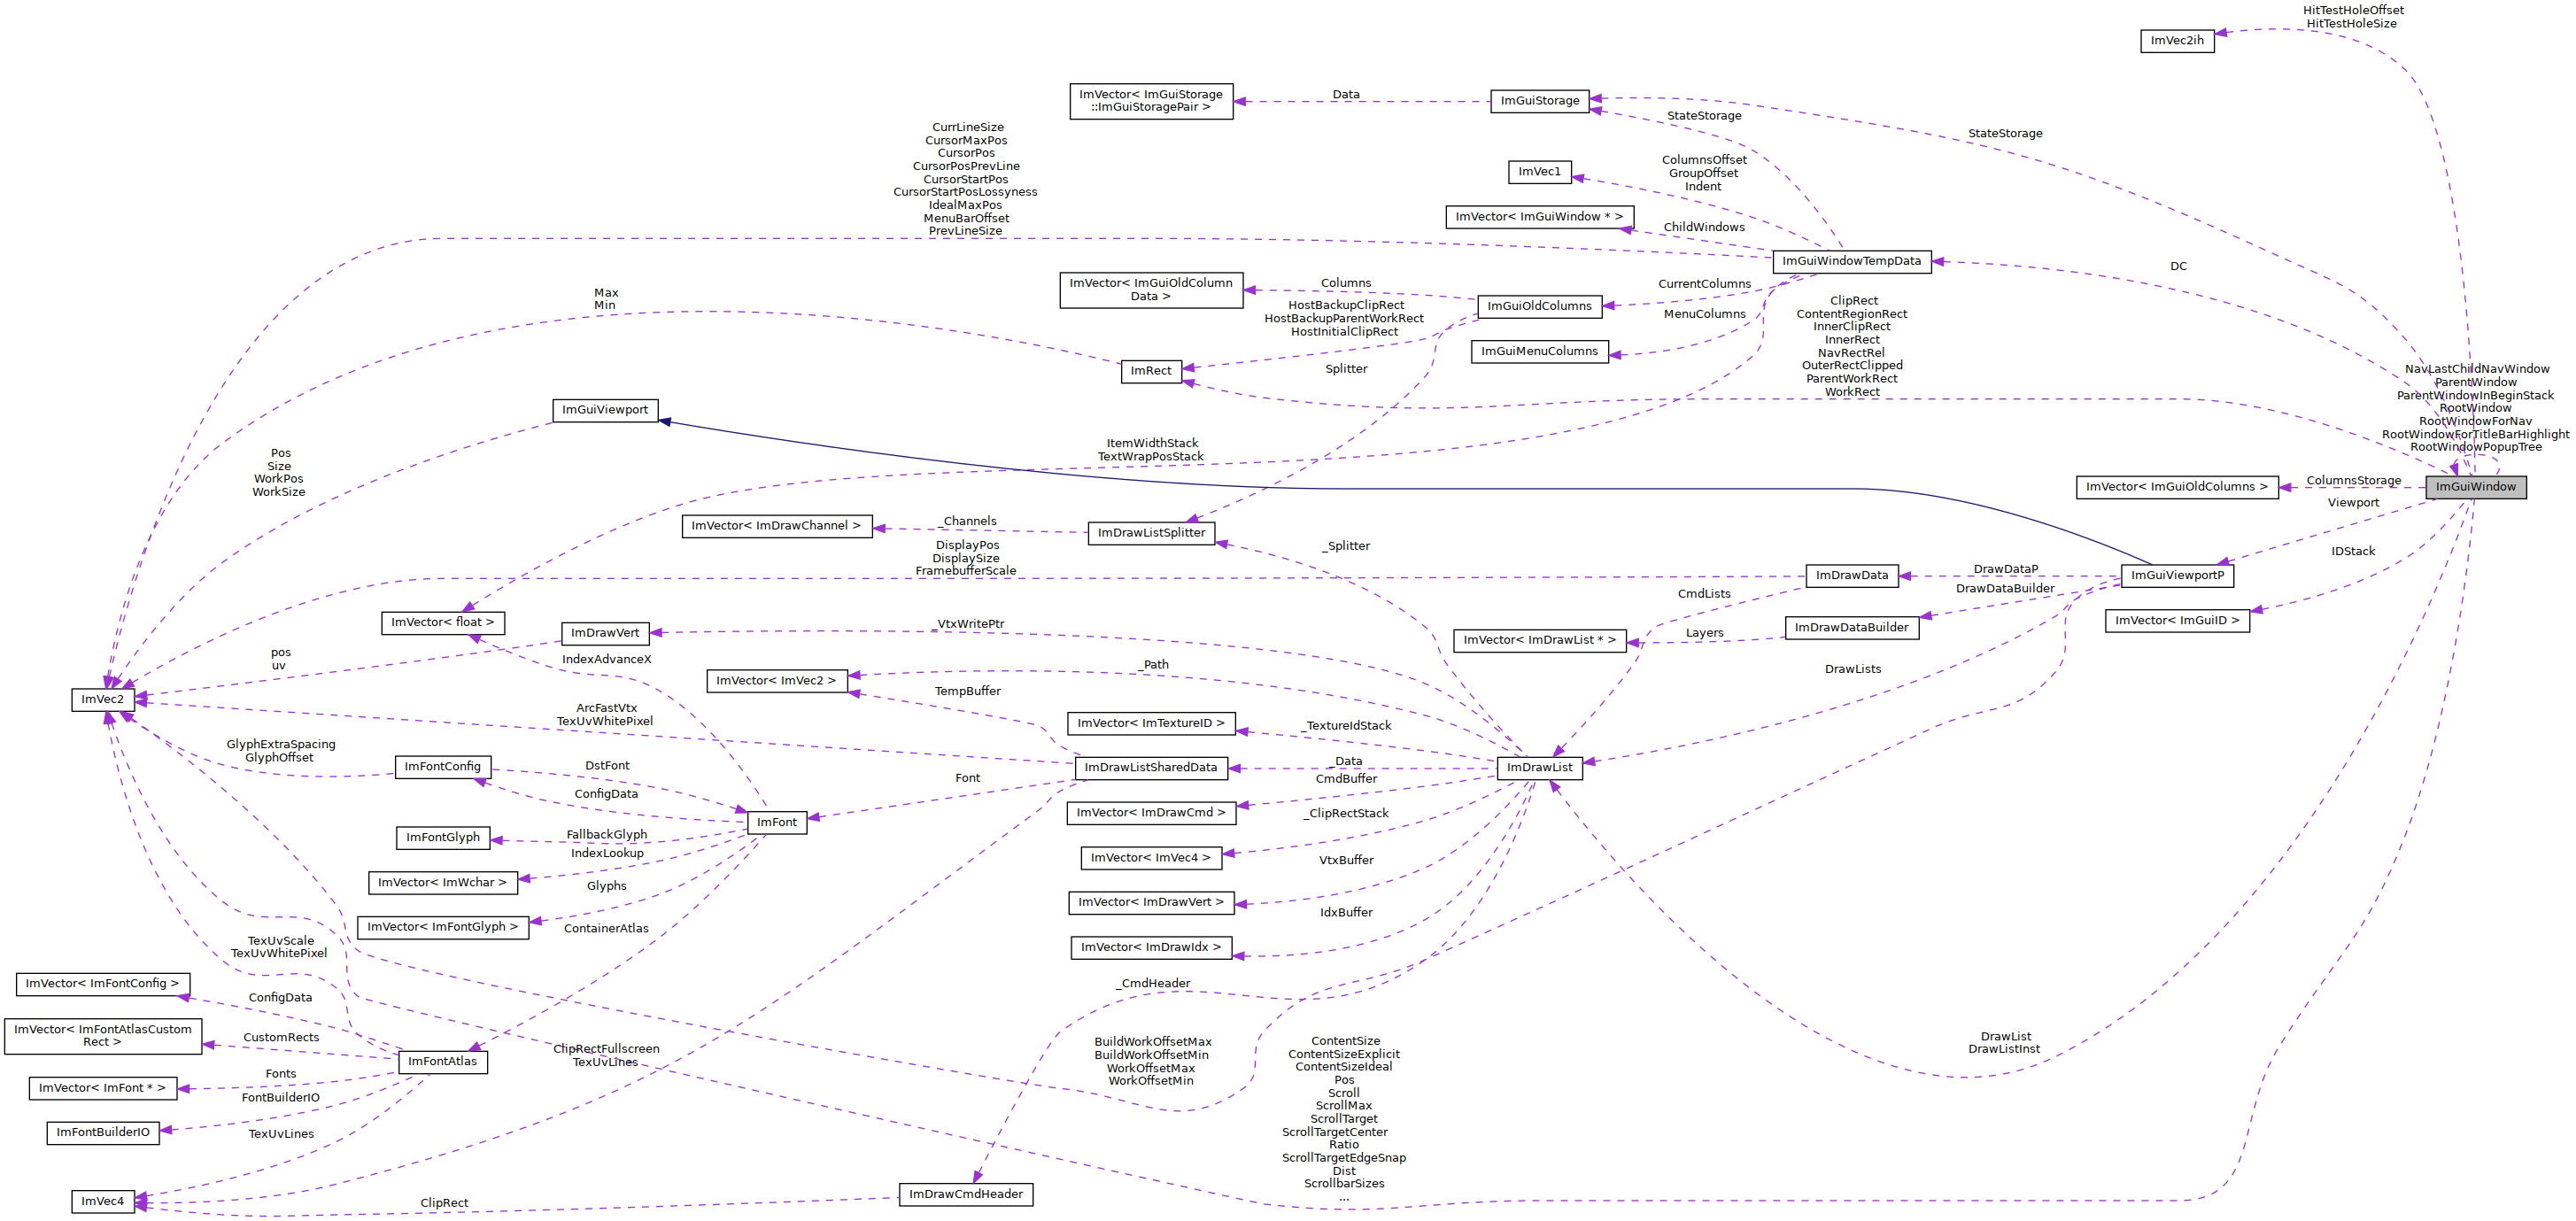 HitTestHoleOffset
HitTestHoleSize
ImVec2ih
ImVector< ImGuiStorage
::ImGuiStoragePair >
Data
ImGuiStorage
StateStorage
StateStorage
CurrLineSize
CursorMaxPos
CursorPos
CursorPosPrevLine
CursorStartPos
CursorStartPosLossyness
IdealMaxPos
MenuBarOffset
PrevLineSize
ImVec1
ColumnsOffset
GroupOffset
Indent
ImVector< ImGuiWindow * >
ChildWindows
ImGuiWindowTempData
DC
ImVector< ImGuiOldColumn
Data >
Columns
ImGuiOldColumns
CurrentColumns
Max
Min
HostBackupClipRect
HostBackupParentWorkRect
HostInitialClipRect
MenuColumns
ClipRect
ContentRegionRect
InnerClipRect
InnerRect
NavRectRel
OuterRectClipped
ParentWorkRect
WorkRect
ImGuiMenuColumns
ImRect
Splitter
NavLastChildNavWindow
ParentWindow
ParentWindowInBeginStack
RootWindow
RootWindowForNav
RootWindowForTitleBarHighlight
RootWindowPopupTree
ImGuiViewport
ItemWidthStack
TextWrapPosStack
Pos
Size
WorkPos
WorkSize
ImVector< ImGuiOldColumns >
ColumnsStorage
ImGuiWindow
Viewport
ImVector< ImDrawChannel >
_Channels
ImDrawListSplitter
_Splitter
IDStack
DisplayPos
DisplaySize
FramebufferScale
ImDrawData
DrawDataP
ImGuiViewportP
DrawDataBuilder
CmdLists
ImVector< float >
ImDrawVert
_VtxWritePtr
ImVector< ImDrawList * >
Layers
ImDrawDataBuilder
ImVector< ImGuiID >
pos
uv
IndexAdvanceX
ImVector< ImVec2 >
_Path
DrawLists
TempBuffer
ImVec2
ArcFastVtx
TexUvWhitePixel
ImVector< ImTextureID >
_TextureIdStack
GlyphExtraSpacing
GlyphOffset
ImFontConfig
DstFont
Font
ImDrawListSharedData
_Data
ImDrawList
CmdBuffer
ConfigData
ImVector< ImDrawCmd >
_ClipRectStack
ImFont
ImFontGlyph
FallbackGlyph
IndexLookup
ImVector< ImVec4 >
VtxBuffer
ImVector< ImWchar >
Glyphs
ImVector< ImDrawVert >
IdxBuffer
ImVector< ImFontGlyph >
ContainerAtlas
TexUvScale
TexUvWhitePixel
ImVector< ImDrawIdx >
ImVector< ImFontConfig >
ConfigData
_CmdHeader
ImVector< ImFontAtlasCustom
Rect >
CustomRects
ImFontAtlas
ClipRectFullscreen
TexUvLines
BuildWorkOffsetMax
BuildWorkOffsetMin
WorkOffsetMax
WorkOffsetMin
DrawList
DrawListInst
ContentSize
ContentSizeExplicit
ContentSizeIdeal
Pos
Scroll
ScrollMax
ScrollTarget
ScrollTargetCenter
Ratio
ScrollTargetEdgeSnap
Dist
ScrollbarSizes
...
Fonts
ImVector< ImFont * >
FontBuilderIO
ImFontBuilderIO
TexUvLines
ImVec4
ClipRect
ImDrawCmdHeader